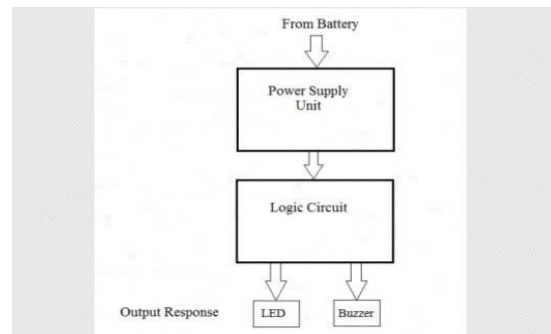 From Battery
Power Supply
Unit
Logic Circuit
Output Response
LED
Buzzer